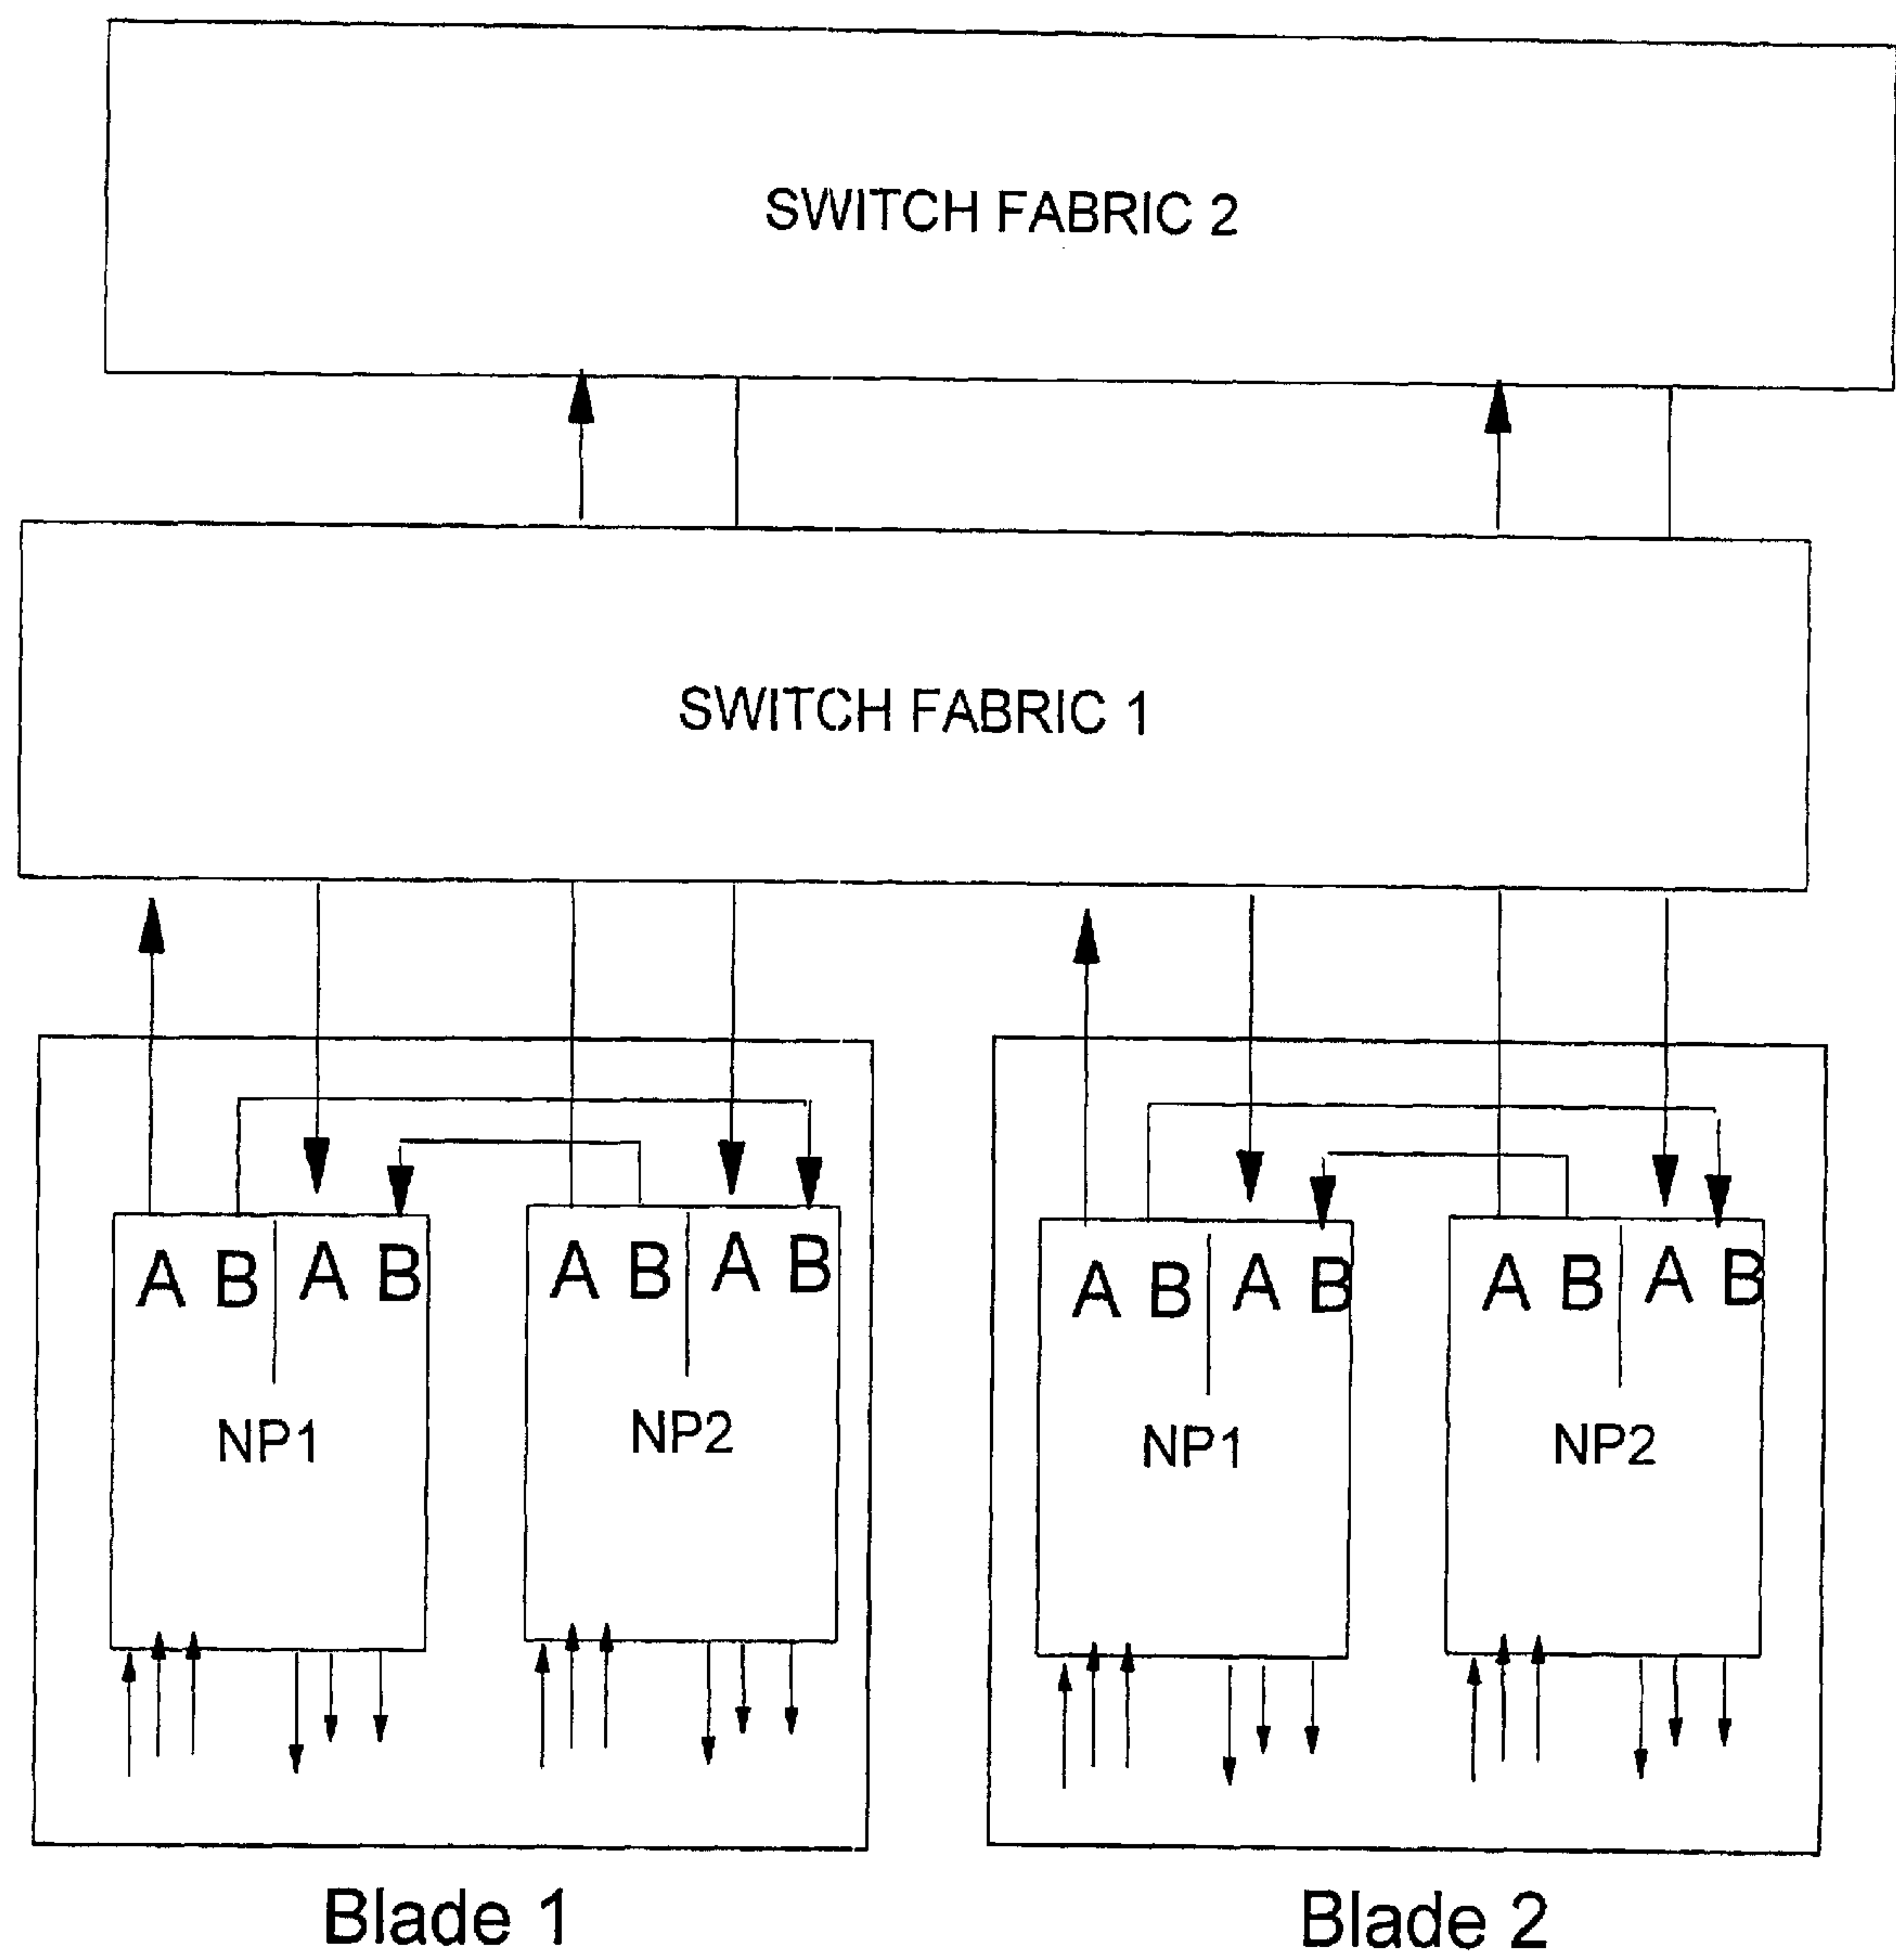 SWITCH FABRIC 2
SWITCH FABRIC 1
A B A B
A B A B
A B A B
A B A B
NP1
NP2
NP1
NP2
Blade 1
Blade 2